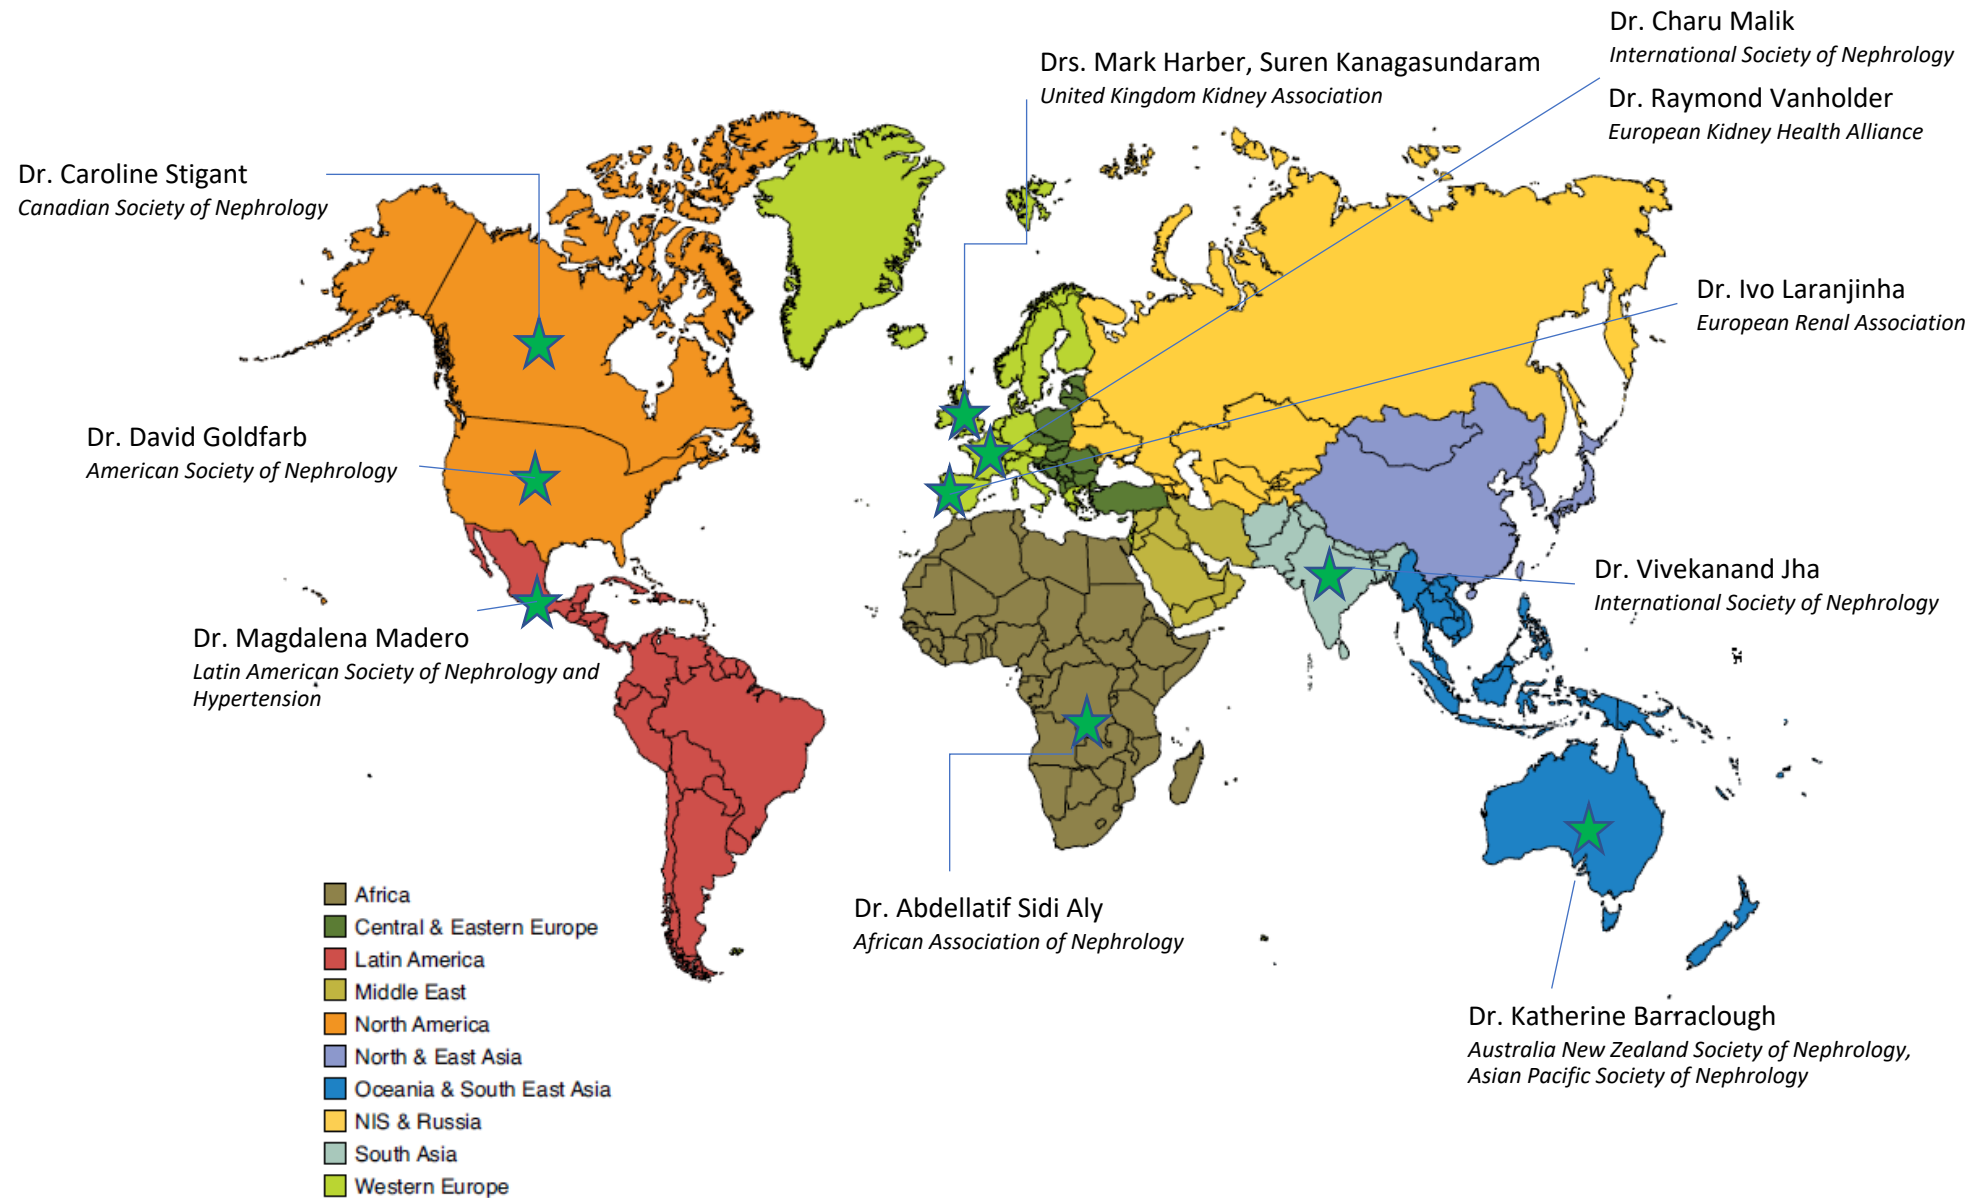 Dr. Charu Malik
International Society of Nephrology
Dr. Raymond Vanholder
European Kidney Health Alliance
Drs. Mark Harber, Suren Kanagasundaram
United Kingdom Kidney Association
Dr. Caroline Stigant
Canadian Society of Nephrology
Dr. Ivo Laranjinha
European Renal Association
Dr. David Goldfarb
American Society of Nephrology
Dr. Vivekanand Jha
International Society of Nephrology
Dr. Magdalena Madero
Latin American Society of Nephrology and
Hypertension
Dr. Abdellatif Sidi Aly
African Association of Nephrology
Dr. Katherine Barraclough
Australia New Zealand Society of Nephrology,
Asian Pacific Society of Nephrology
Africa
Central & Eastern Europe
Latin America
Middle East
North America
North & East Asia
Oceania & South East Asia
NIS & Russia
South Asia
Western Europe